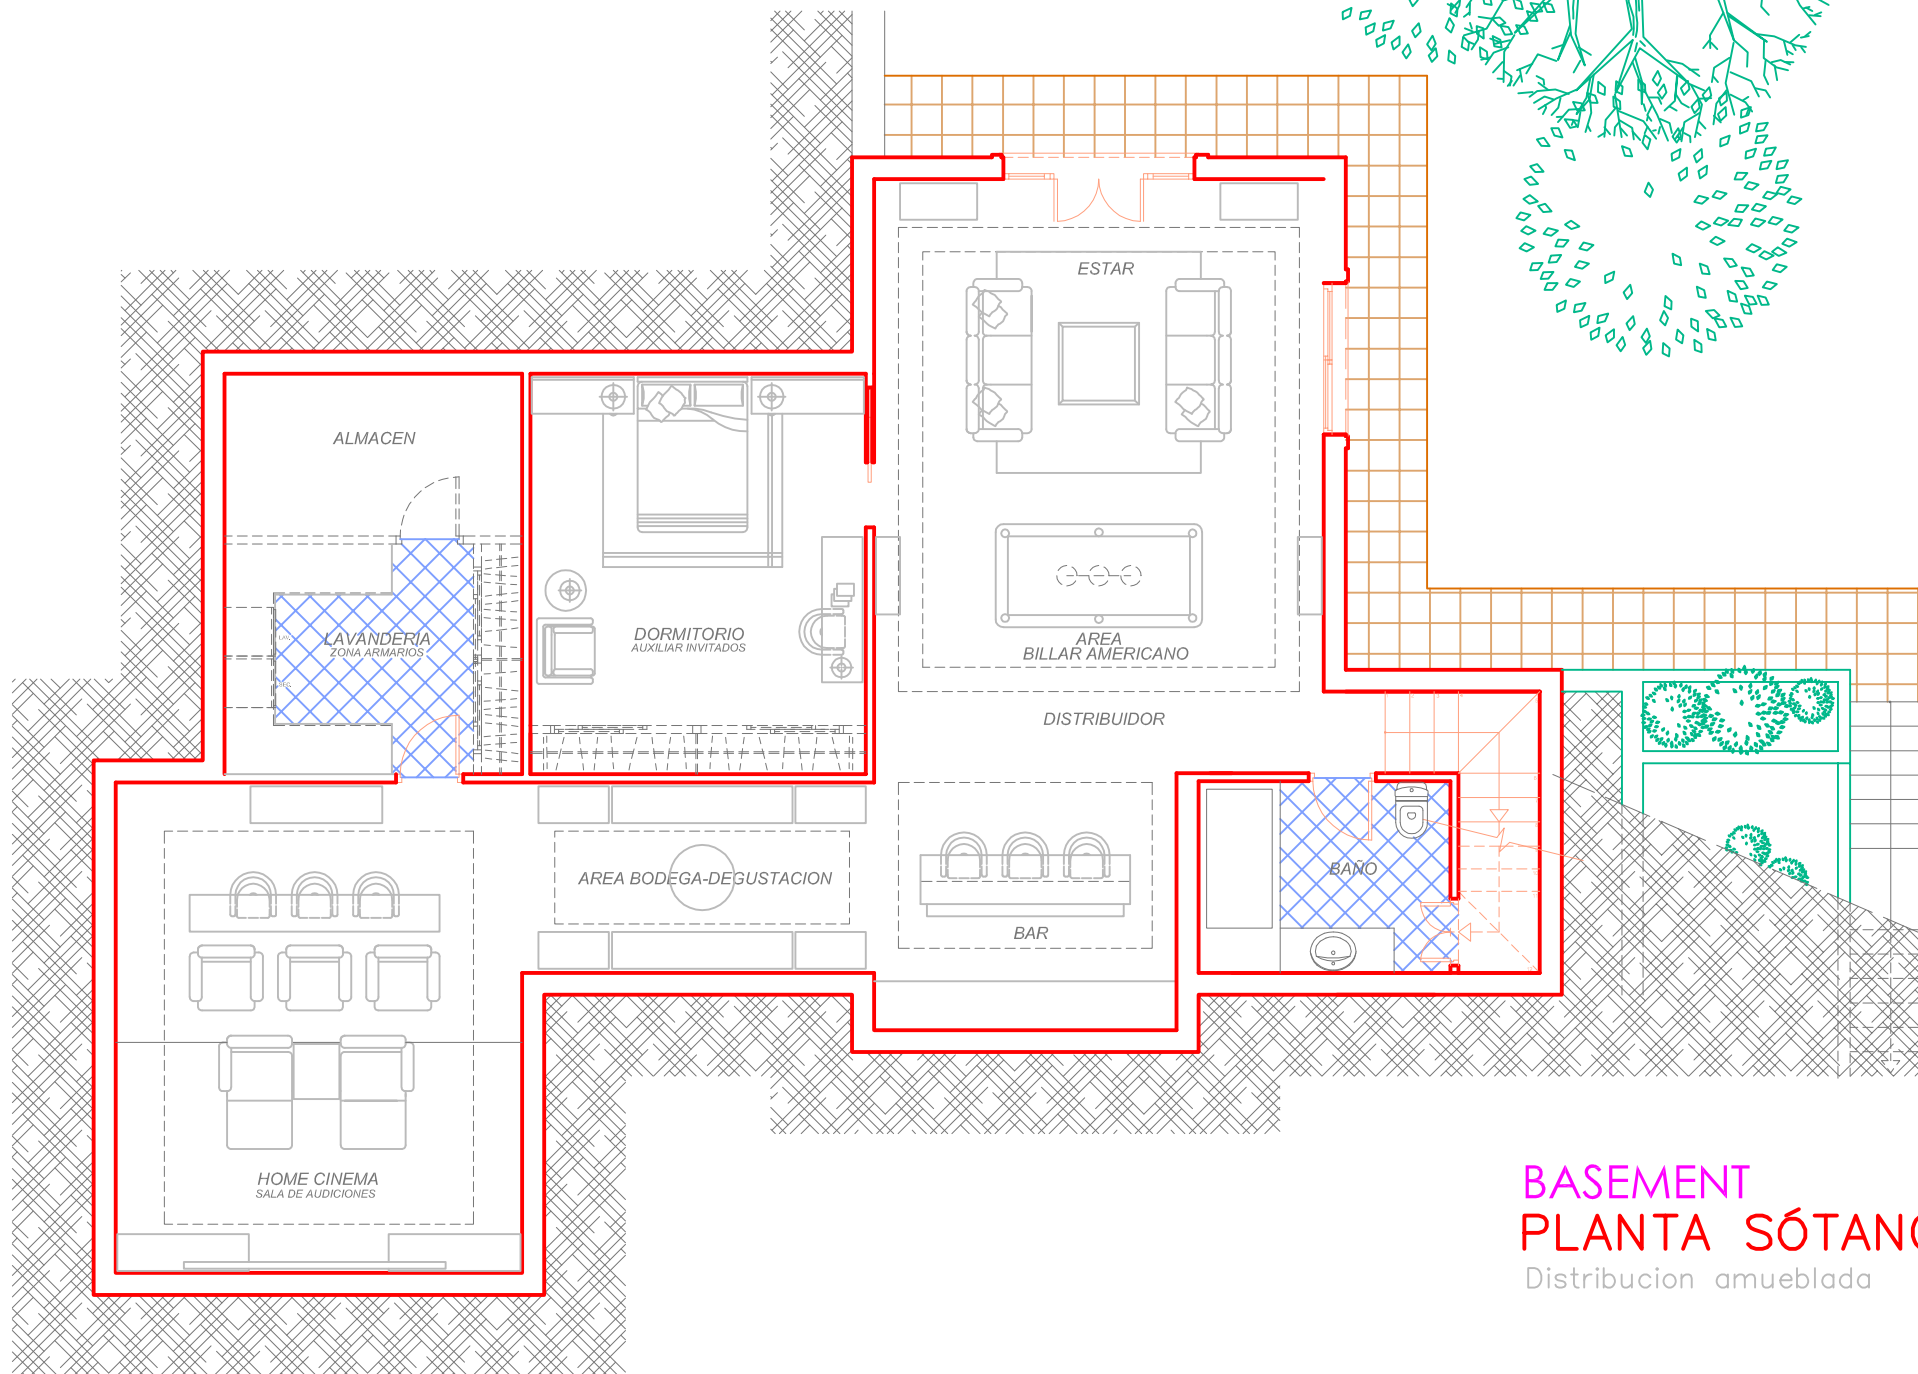 ESTAR
ALMACEN
LAVANDERIA
ZONA ARMARIOS
LAV.
DORMITORIO
AUXILIAR INVITADOS
AREA
BILLAR AMERICANO
DISTRIBUIDOR
AREA BODEGA-DEGUSTACION
BAR
BAÑO
HOME CINEMA
SALA DE AUDICIONES
BASEMENT
PLANTA SÓTANO
Distribucion amueblada